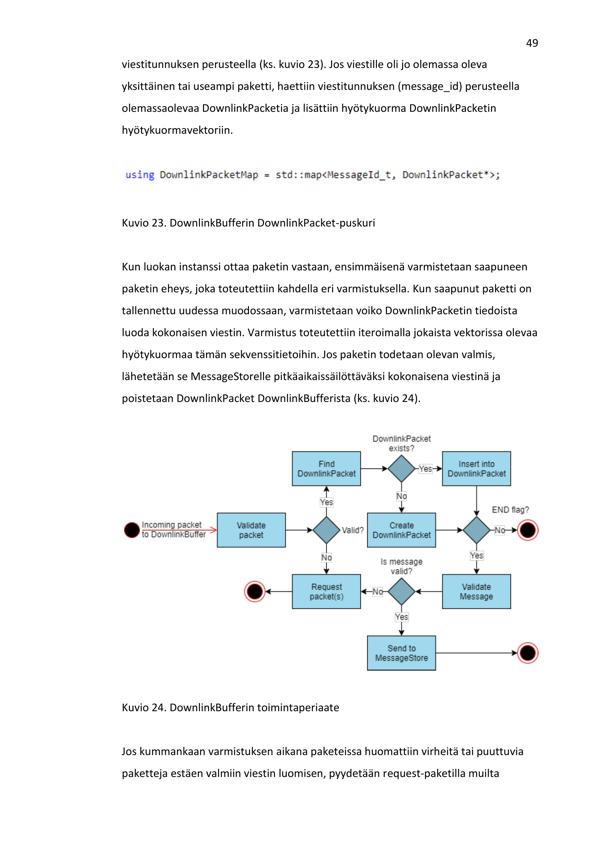 49
viestitunnuksen perusteella (ks. kuvio 23). Jos viestille oli jo olemassa oleva
yksittäinen tai useampi paketti, haettiin viestitunnuksen (message_id) perusteella
olemassaolevaa DownlinkPacketia ja lisättiin hyötykuorma DownlinkPacketin
hyötykuormavektoriin.
using DownlinkPacketMap = std::map<MessageId_t, DownlinkPacket*>;
Kuvio 23. DownlinkBufferin DownlinkPacket-puskuri
Kun luokan instanssi ottaa paketin vastaan, ensimmäisenä varmistetaan saapuneen
paketin eheys, joka toteutettiin kahdella eri varmistuksella. Kun saapunut paketti on
tallennettu uudessa muodossaan, varmistetaan voiko DownlinkPacketin tiedoista
luoda kokonaisen viestin. Varmistus toteutettiin iteroimalla jokaista vektorissa olevaa
hyötykuormaa tämän sekvenssitietoihin. Jos paketin todetaan olevan valmis,
lähetetään se MessageStorelle pitkäaikaissäilöttäväksi kokonaisena viestinä ja
poistetaan DownlinkPacket DownlinkBufferista (ks. kuvio 24).
DownlinkPacket
exists?
Find
DownlinkPacket
Yes
Insert into
DownlinkPacket
Yes
No
END flag?
Incoming packet
to DownlinkBuffer
Validate
packet
Valid?
Create
DownlinkPacket
No
No
Is message
valid?
Yes
Request
packet(s)
No
Validate
Message
Yes
Send to
MessageStore
Kuvio 24. DownlinkBufferin toimintaperiaate
Jos kummankaan varmistuksen aikana paketeissa huomattiin virheitä tai puuttuvia
paketteja estäen valmiin viestin luomisen, pyydetään request-paketilla muilta